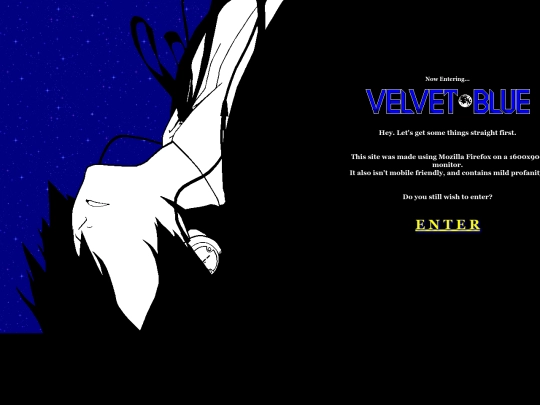 Now Entering...
VELVET BLUE
Hey. Let's get some things straight first.
This site was made using Mozilla Firefox on a 1600x90
monitor.
It also isn't mobile friendly, and contains mild profanit
Do you still wish to enter?
ENTER